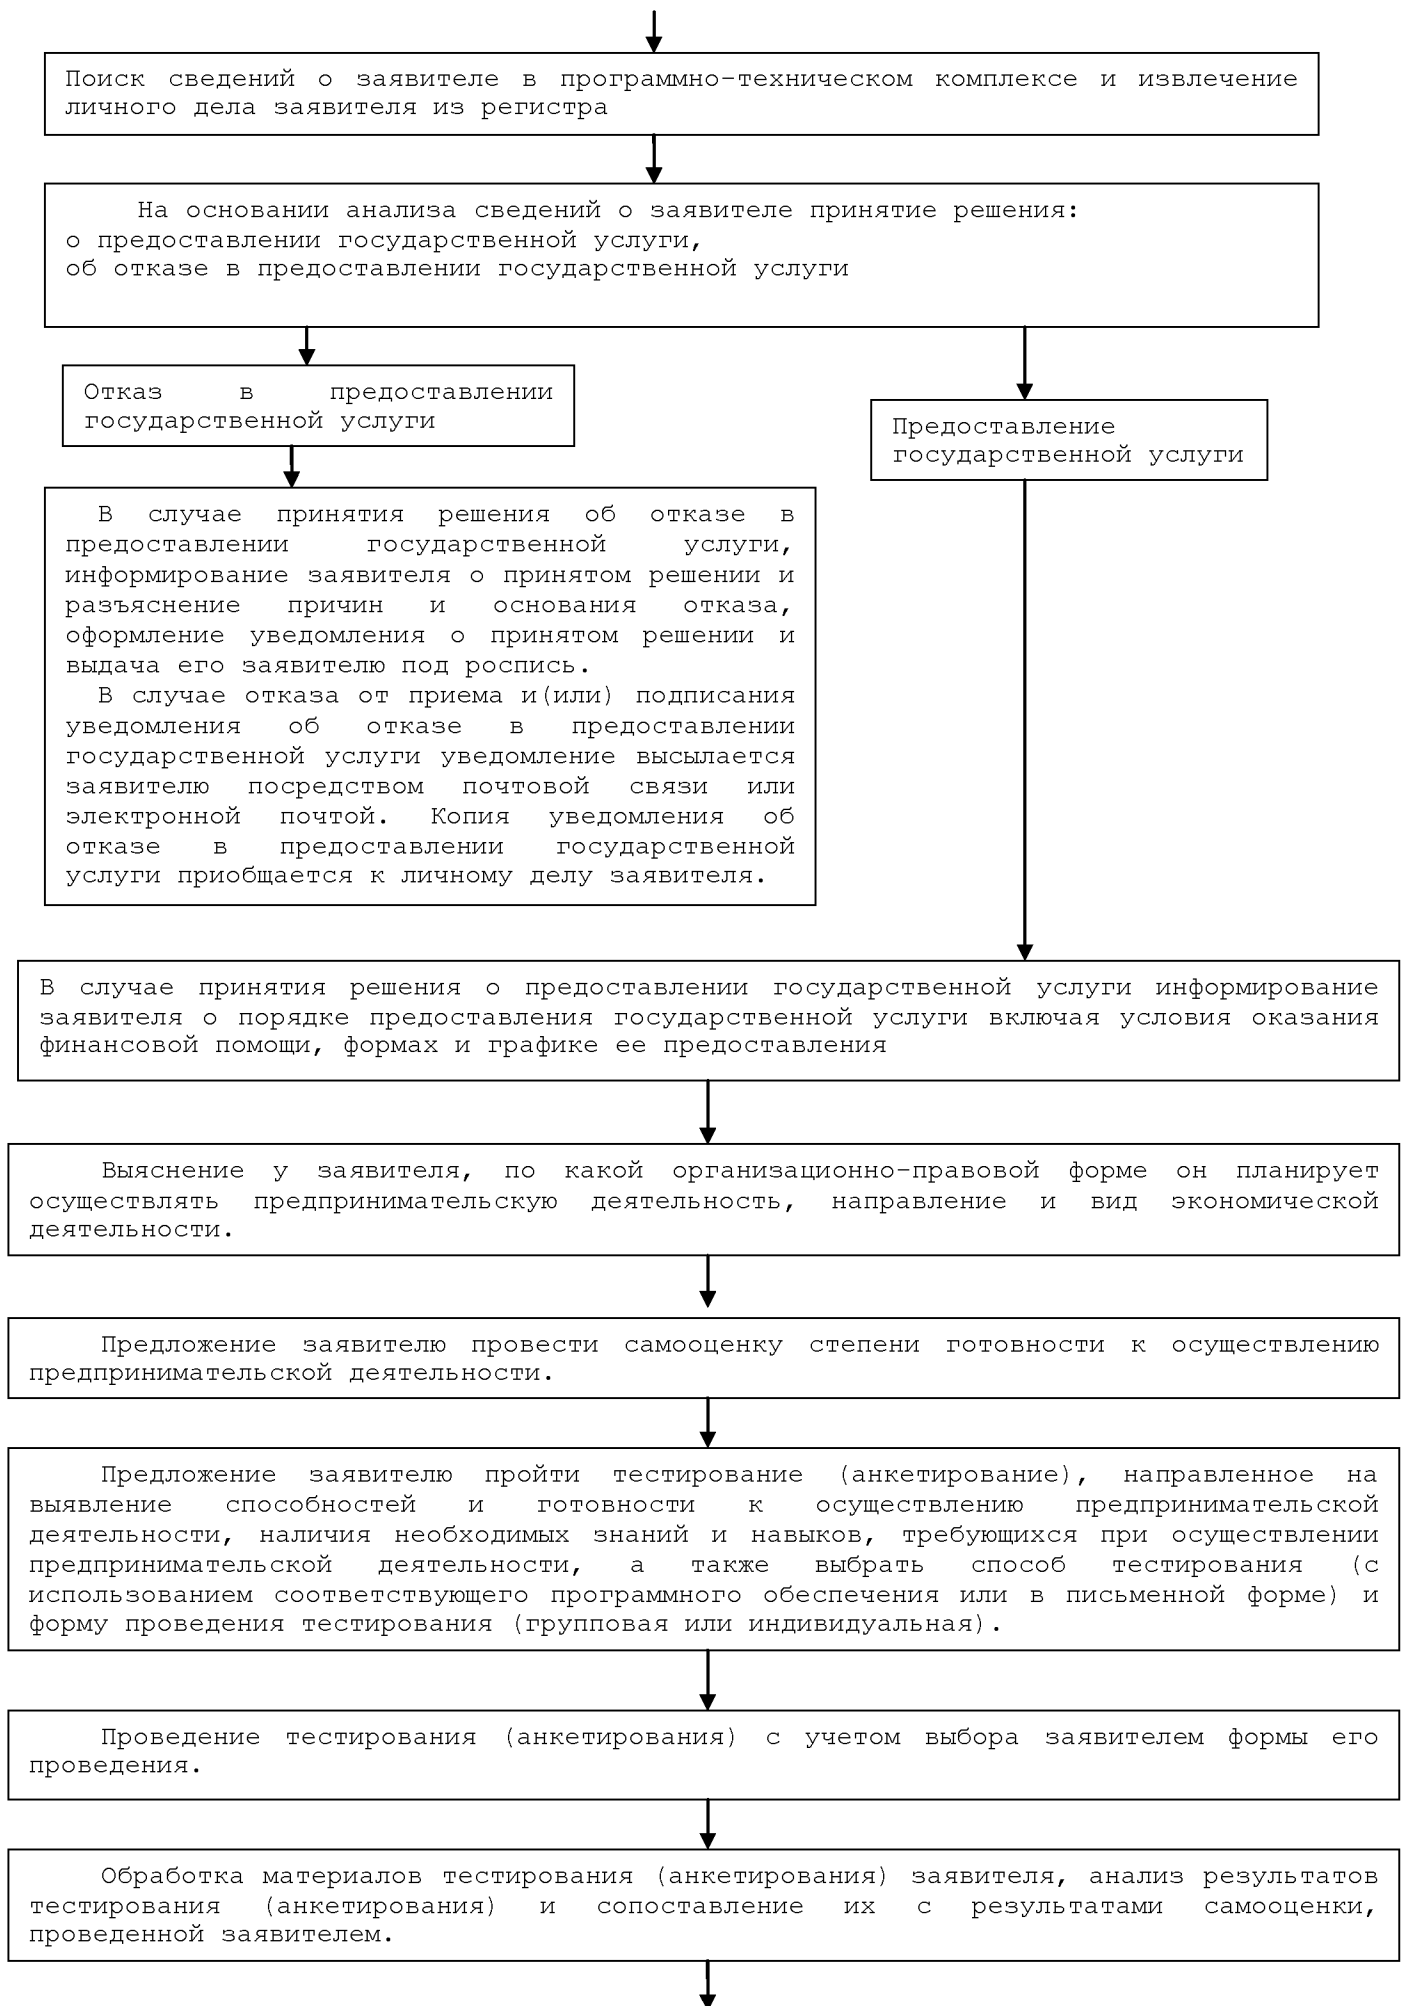 Поиск сведений о заявителе в программно-техническом комплексе и извлечение
личного дела заявителя из регистра
На основании анализа сведений о заявителе принятие решения:
о предоставлении государственной услуги,
об отказе в предоставлении государственной услуги
Отказ в предоставлении
государственной услуги
Предоставление
государственной услуги
В случае принятия решения об отказе в
предоставлении государственной услуги,
информирование заявителя о принятом решении и
разъяснение причин и основания отказа,
оформление уведомления о принятом решении и
выдача его заявителю под роспись.
В случае отказа от приема и(или) подписания
уведомления об отказе в предоставлении
государственной услуги уведомление высылается
заявителю посредством почтовой связи или
электронной почтой. Копия уведомления об
отказе в предоставлении государственной
услуги приобщается к личному делу заявителя.
В случае принятия решения о предоставлении государственной услуги информирование
заявителя о порядке предоставления государственной услуги включая условия оказания
финансовой помощи, формах и графике ее предоставления
Выяснение у заявителя, по какой организационно-правовой форме он планирует
осуществлять предпринимательскую деятельность, направление и вид экономической
деятельности.
Предложение заявителю провести самооценку степени готовности к осуществлению
предпринимательской деятельности.
Предложение заявителю пройти тестирование (анкетирование), направленное на
выявление способностей и готовности к осуществлению предпринимательской
деятельности, наличия необходимых знаний и навыков, требующихся при осуществлении
предпринимательской деятельности, а также выбрать способ тестирования (с
использованием соответствующего программного обеспечения или в письменной форме) и
форму проведения тестирования (групповая или индивидуальная).
Проведение тестирования (анкетирования) с учетом выбора заявителем формы его
проведения.
Обработка материалов тестирования (анкетирования) заявителя, анализ результатов
тестирования (анкетирования) и сопоставление их с результатами самооценки,
проведенной заявителем.